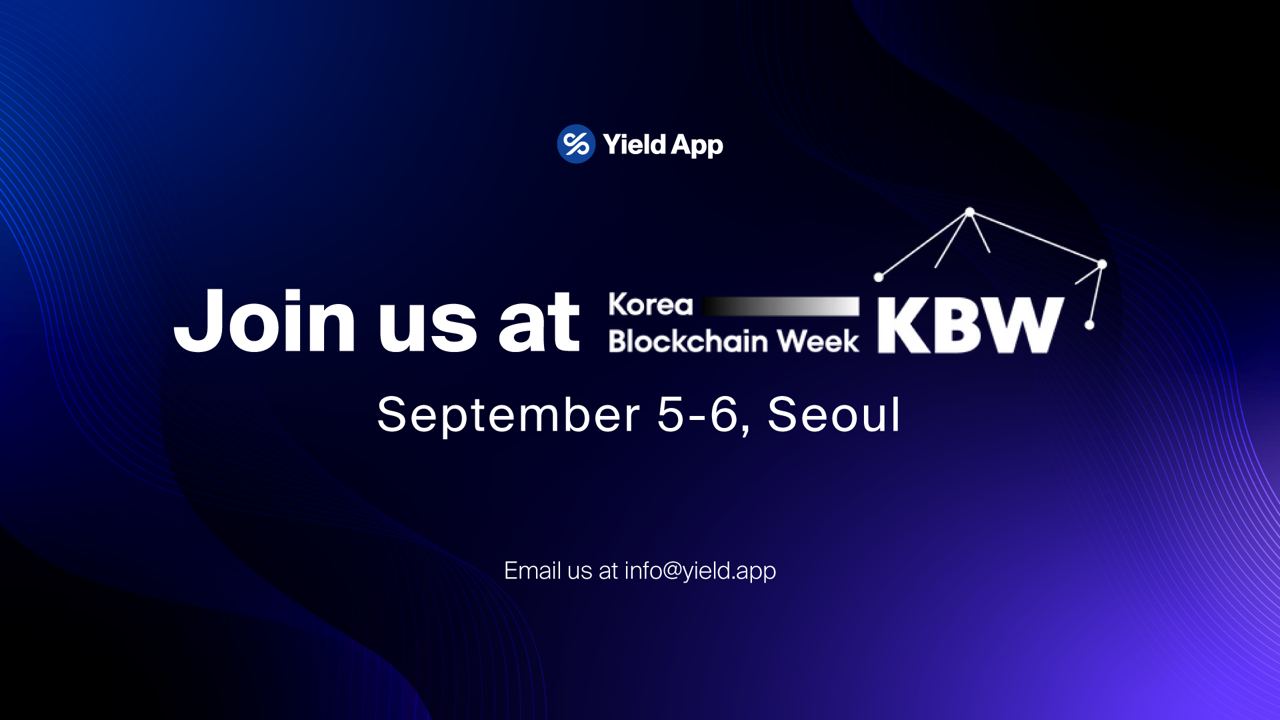 Yield App
Join us at Korea Blockchain Week KBW
September 5-6, Seoul
Email us at info@yield.app